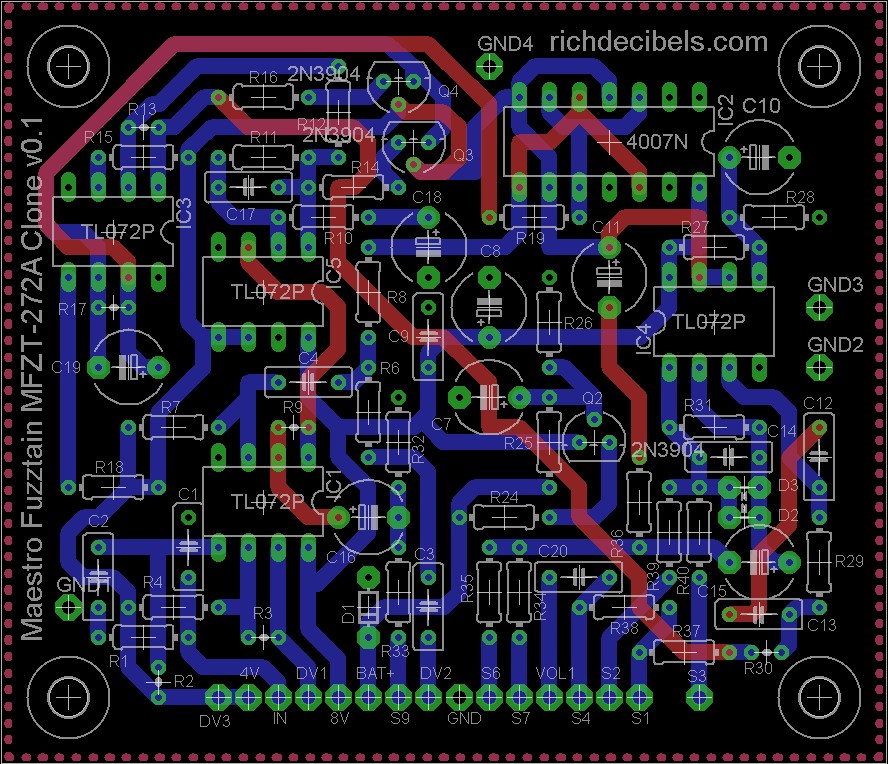 GND4
richdecibels.com
2N3904
R16
Q4
IC2
C10
R13
R12
2N3904
4007N
R15
R11
Q3
R14
C17
C18
R28
IC3
TL072P
R10
R19
C11
R27
C8
IC5
TL072P
R8
GND3
R17
R26
IC4
TL072P
C9
GND2
C19
C4
R6
C7
Q2
C12
R7
R9
R32
R25
2N3904
R31
C14
R18
IC1
TL072P
D3
C1
R24
D2
C2
C16
R36
C20
C3
R29
GND1
R4
D1
R35
R34
R39
R40
C15
R38
C13
R1
R3
R33
R37
R2
R30
4V
DV1
BAT+
DV2
S6
VOL1
S2
S3
DV3
IN
8V
S9
GND
S7
S4
S1
Maestro Fuzztain MFZT-272A Clone v0.1